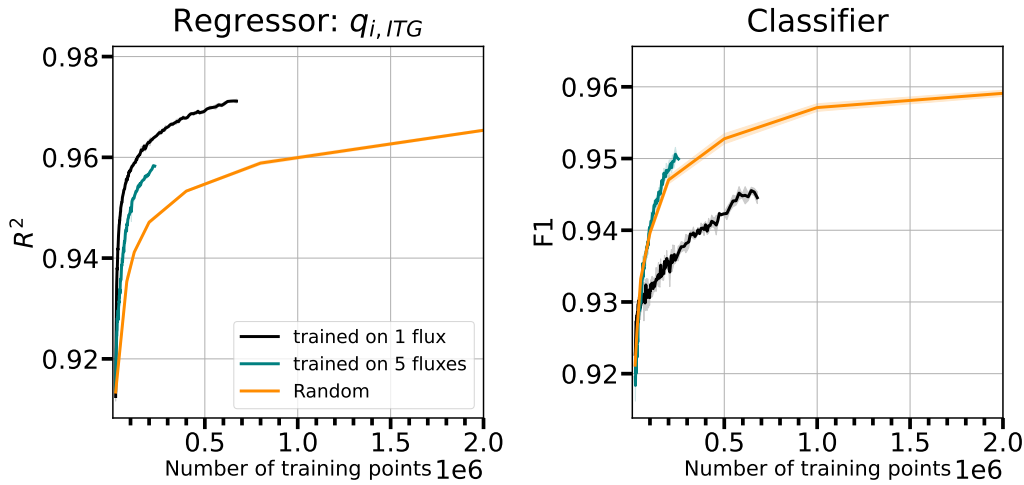 Regressor: q_{i, ITG}
R^2
0.98
0.96
0.94
0.92
trained on 1 flux
trained on 5 fluxes
Random
0.5
1.0
1.5
2.0
Number of training points
1e6
Classifier
F1
0.96
0.95
0.94
0.93
0.92
0.5
1.0
1.5
2.0
Number of training points
1e6